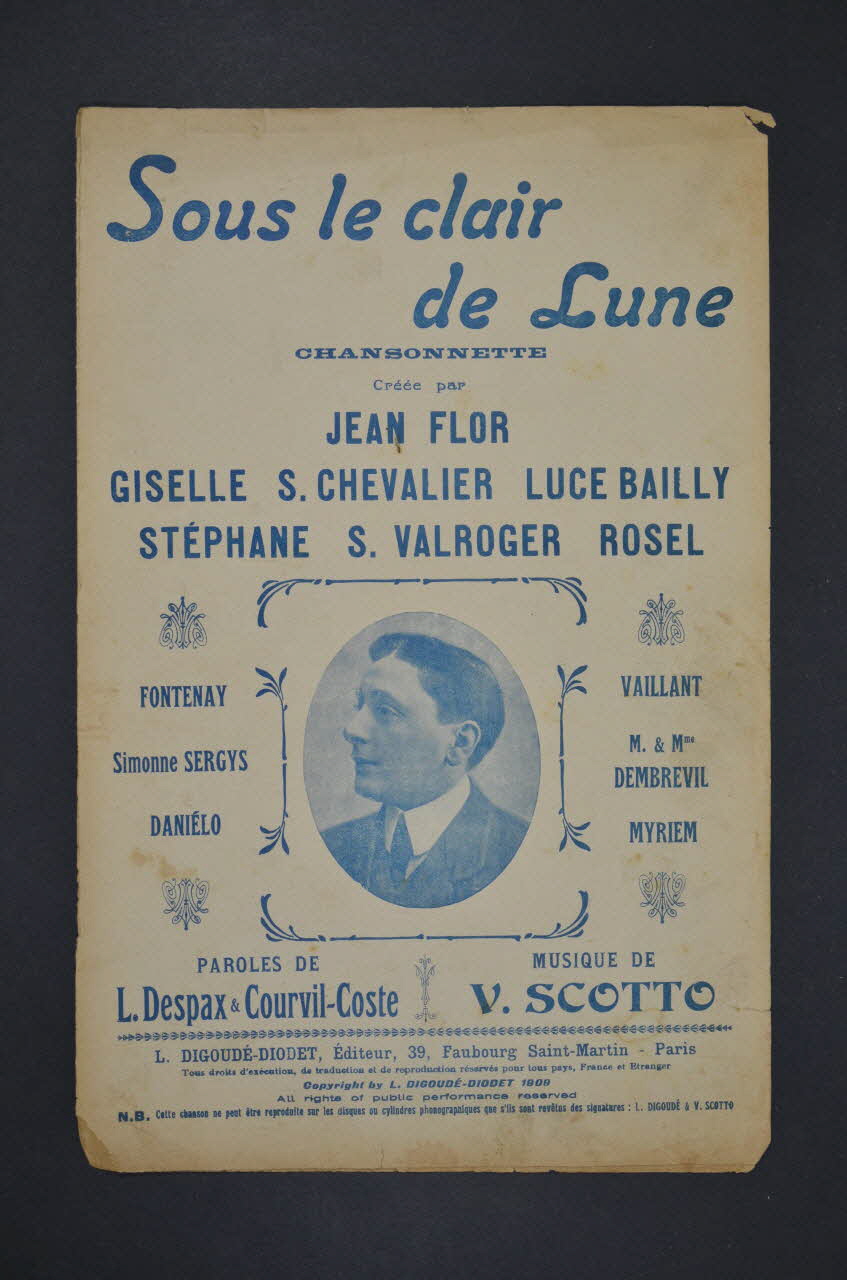 Sous le clair
de Lune
CHANSONNETTE
Créée par
JEAN FLOR
GISELLE S. CHEVALIER LUCE BAILLY
STÉPHANE S. VALROGER ROSEL
FONTENAY
Simonne SERGYS
DANIÉLO
VAILLANT
M. & Mme
DEMBREVIL
MYRIEM
PAROLES DE
L. Despax & Courvil-Coste
MUSIQUE DE
V. SCOTTO
L. DIGOUDÉ-DIODET, Éditeur, 39, Faubourg Saint-Martin - Paris
Tous droits d'exécution, de traduction et de reproduction réservés pour tous pays, France et Etranger
Copyright by L. DIGOUDÉ-DIODET 1909
All rights of public performance reserved
N.B. Cette chanson ne peut être reproduite sur les disques ou cylindres phonographiques que s'ils sont revêtus des signatures : L. DIGOUDÉ & V. SCOTTO